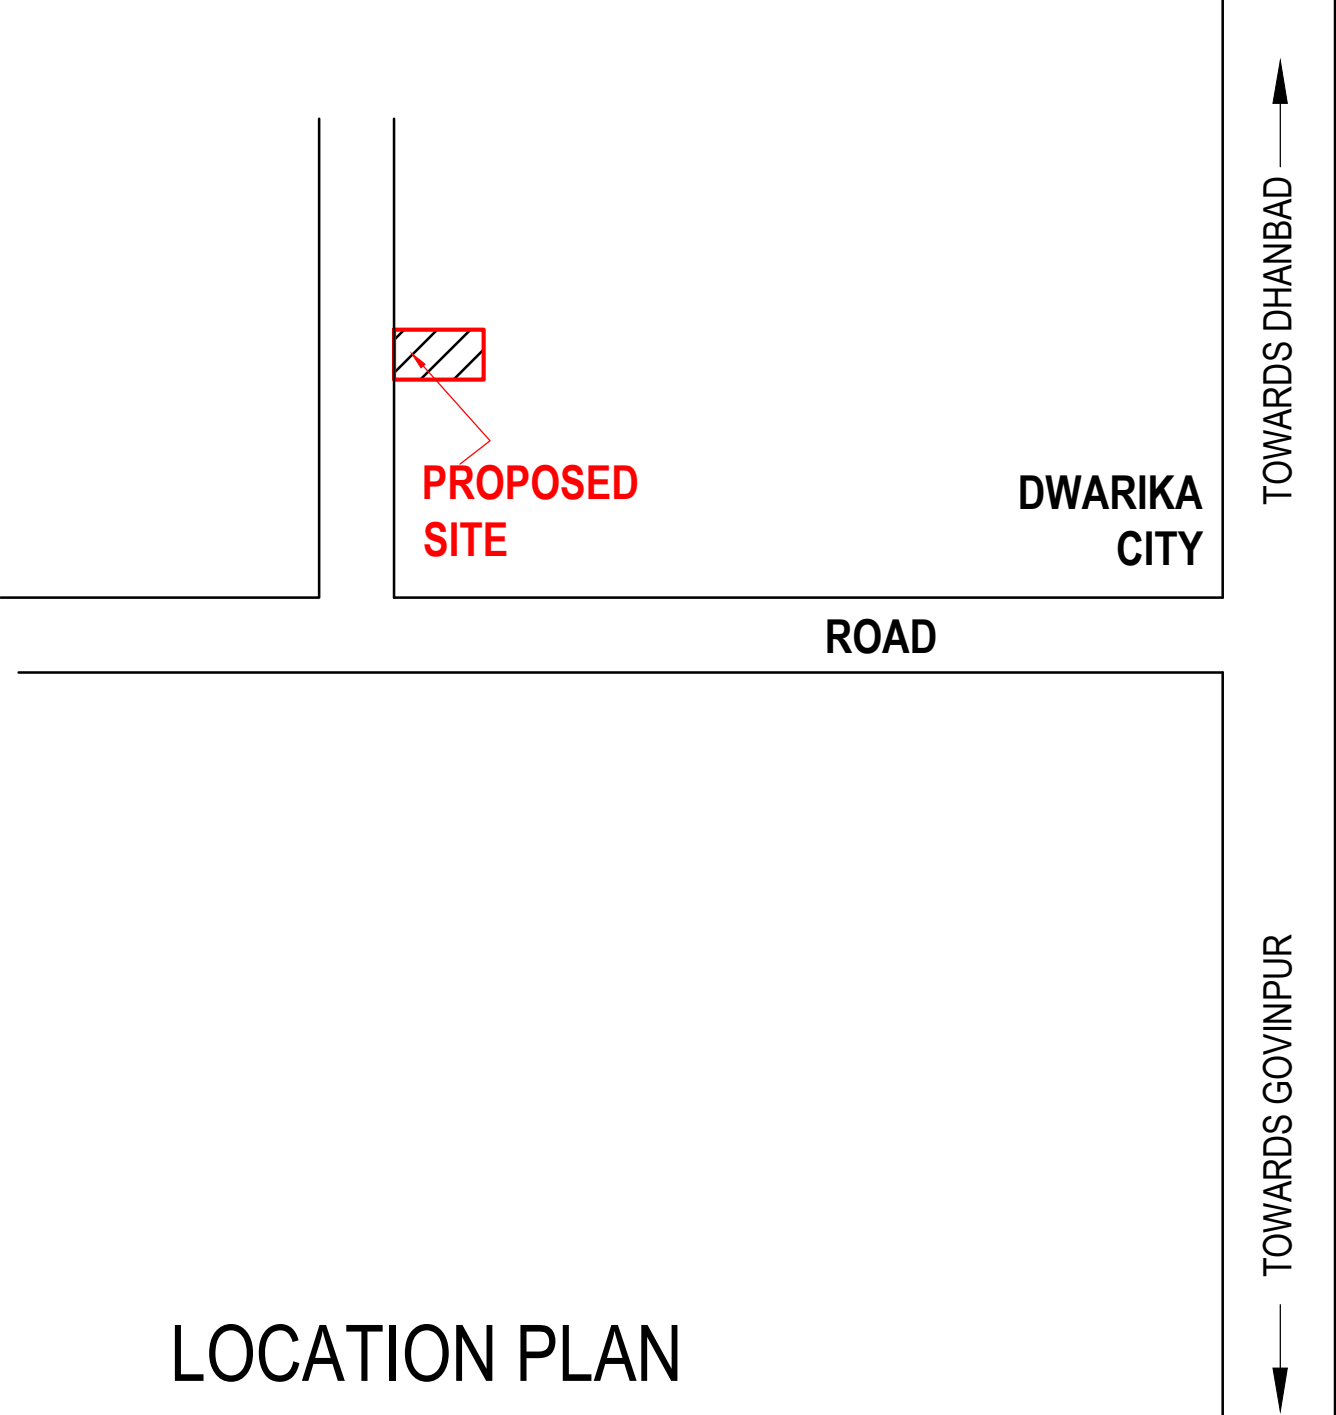 TOWARDS DHANBAD
PROPOSED
SITE
DWARIKA
CITY
ROAD
TOWARDS GOVINPUR
LOCATION PLAN